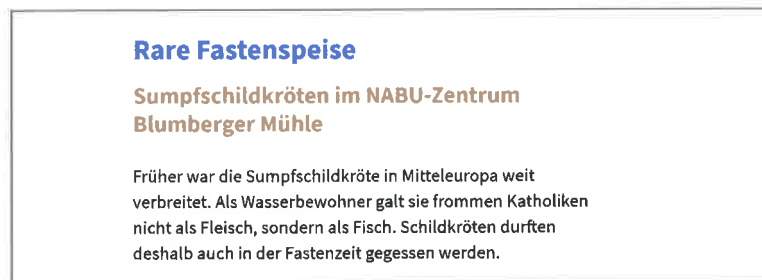 Rare Fastenspeise
Sumpfschildkröten im NABU-Zentrum
Blumberger Mühle
Früher war die Sumpfschildkröte in Mitteleuropa weit
verbreitet. Als Wasserbewohner galt sie frommen Katholiken
nicht als Fleisch, sondern als Fisch. Schildkröten durften
deshalb auch in der Fastenzeit gegessen werden.